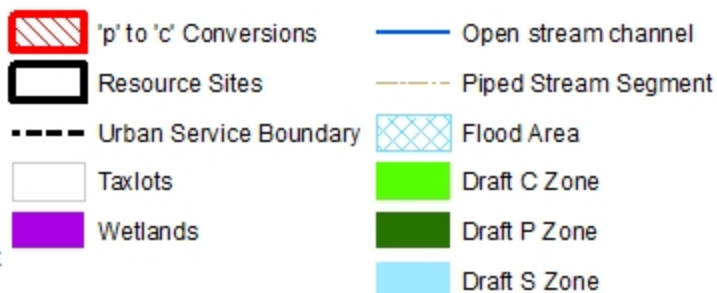 'p' to 'c' Conversions
Resource Sites
Urban Service Boundary
Taxlots
Wetlands
Open stream channel
Piped Stream Segment
Flood Area
Draft C Zone
Draft P Zone
Draft S Zone